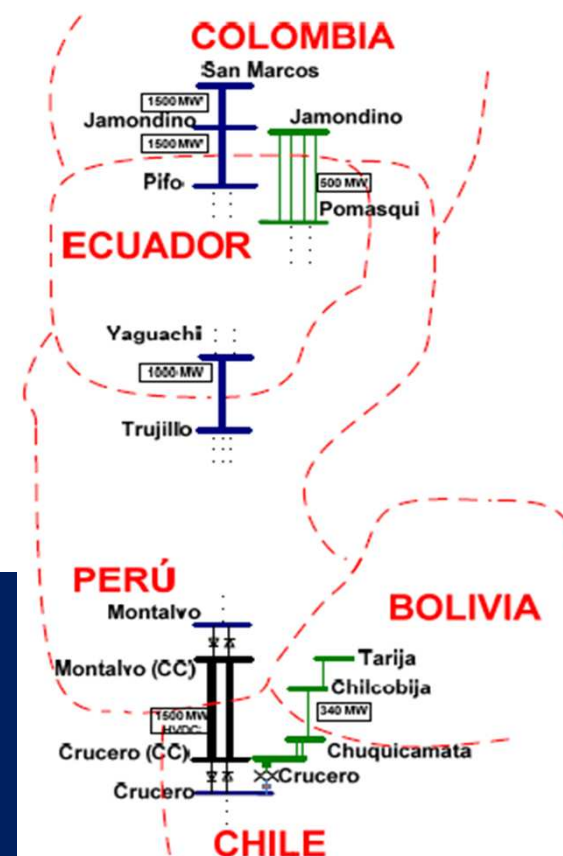 COLOMBIA
San Marcos
1500 MW*
Jamondino
Jamondino
1500 MW*
Pifo
500 MW
Pomasqui
ECUADOR
Yaguachi
1000 MW
Trujillo
PERÚ
BOLIVIA
Montalvo
Tarija
Montalvo (CC)
Chilcobija
340 MW
1500 MW
HVDC
Chuquicamata
Crucero (CC)
Crucero
Crucero
CHILE